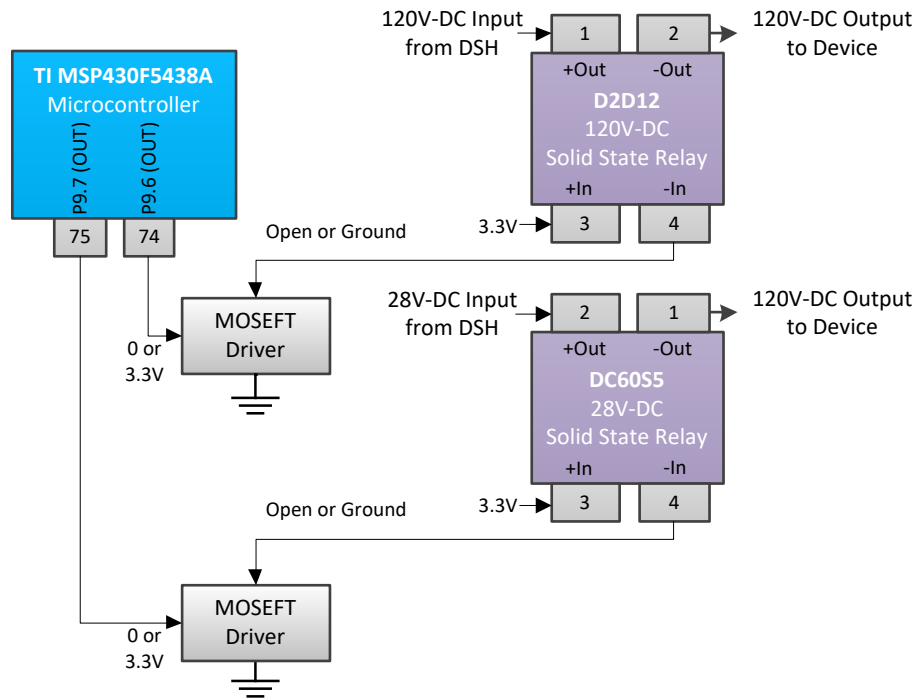 TI MSP430F5438A
Microcontroller
P9.7 (OUT)
P9.6 (OUT)
75
74
120V-DC Input
from DSH
1
2
120V-DC Output
to Device
+Out
-Out
D2D12
120V-DC
Solid State Relay
+In
-In
3.3V
3
4
Open or Ground
MOSEFT
Driver
0 or
3.3V
28V-DC Input
from DSH
2
1
120V-DC Output
to Device
+Out
-Out
DC60S5
28V-DC
Solid State Relay
+In
-In
3.3V
3
4
Open or Ground
MOSEFT
Driver
0 or
3.3V